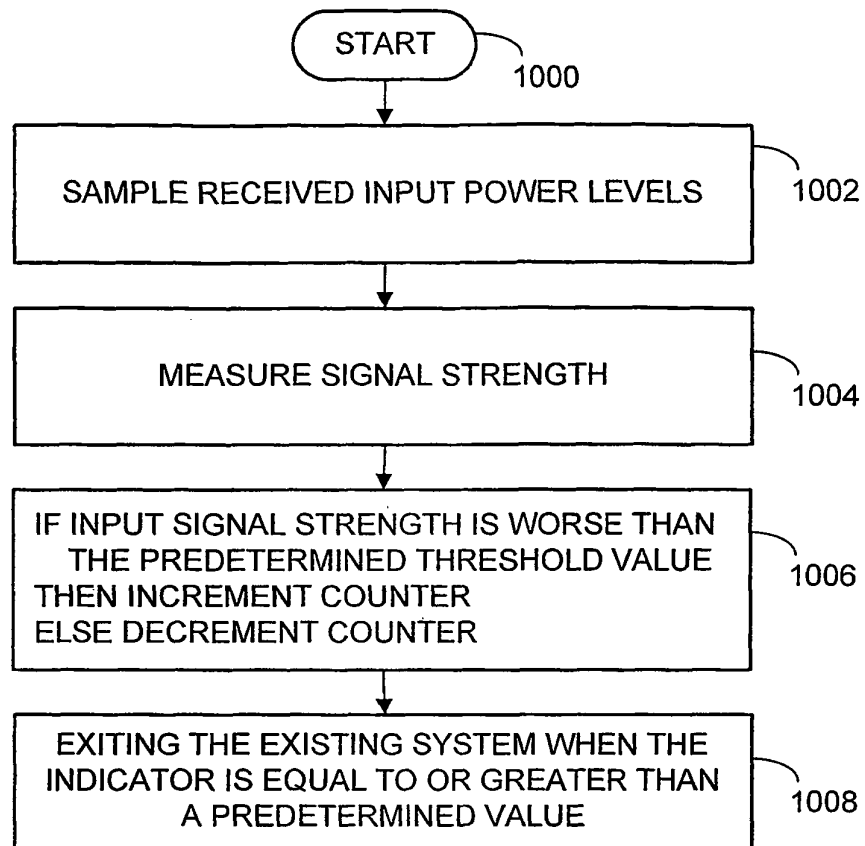 START
1000
SAMPLE RECEIVED INPUT POWER LEVELS
1002
MEASURE SIGNAL STRENGTH
1004
IF INPUT SIGNAL STRENGTH IS WORSE THAN
THE PREDETERMINED THRESHOLD VALUE
THEN INCREMENT COUNTER
ELSE DECREMENT COUNTER
1006
EXITING THE EXISTING SYSTEM WHEN THE
INDICATOR IS EQUAL TO OR GREATER THAN
A PREDETERMINED VALUE
1008